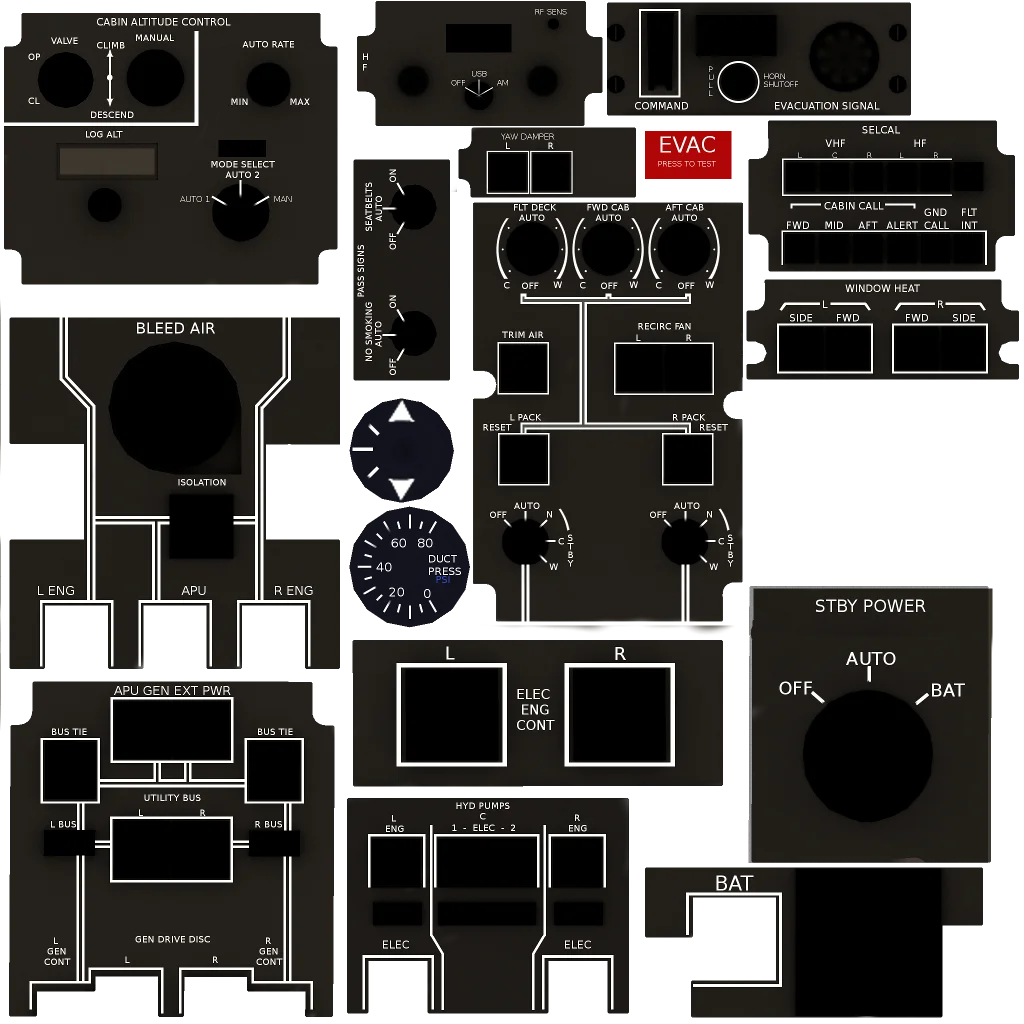 CABIN ALTITUDE CONTROL
VALVE
CLIMB
MANUAL
AUTO RATE
OP
CL
DESCEND
MIN
MAX
LOG ALT
MODE SELECT
AUTO 2
AUTO 1
MAN
HF
RF SENS
USB
OFF
AM
COMMAND
PULL
HORN
SHUTOFF
EVACUATION SIGNAL
YAW DAMPER
L R
EVAC
PRESS TO TEST
SELCAL
VHF HF
L C R L R
CABIN CALL
GND FLT
FWD MID AFT ALERT CALL INT
PASS SIGNS
SEATBELTS
ON
AUTO
OFF
NO SMOKING
ON
AUTO
OFF
FLT DECK FWD CAB AFT CAB
AUTO AUTO AUTO
C OFF W C OFF W C OFF W
TRIM AIR
RECIRC FAN
L R
L PACK R PACK
RESET RESET
AUTO AUTO
OFF N OFF N
C C
W W
STBY STBY
WINDOW HEAT
L R
SIDE FWD FWD SIDE
BLEED AIR
ISOLATION
L ENG APU R ENG
60 80
40
20 0
DUCT
PRESS
PSI
STBY POWER
AUTO
OFF BAT
L R
ELEC
ENG
CONT
APU GEN EXT PWR
BUS TIE BUS TIE
UTILITY BUS
L R
L BUS R BUS
GEN DRIVE DISC
L
GEN
CONT
L R
R
GEN
CONT
HYD PUMPS
C
L
ENG
1 - ELEC - 2
R
ENG
ELEC ELEC
BAT